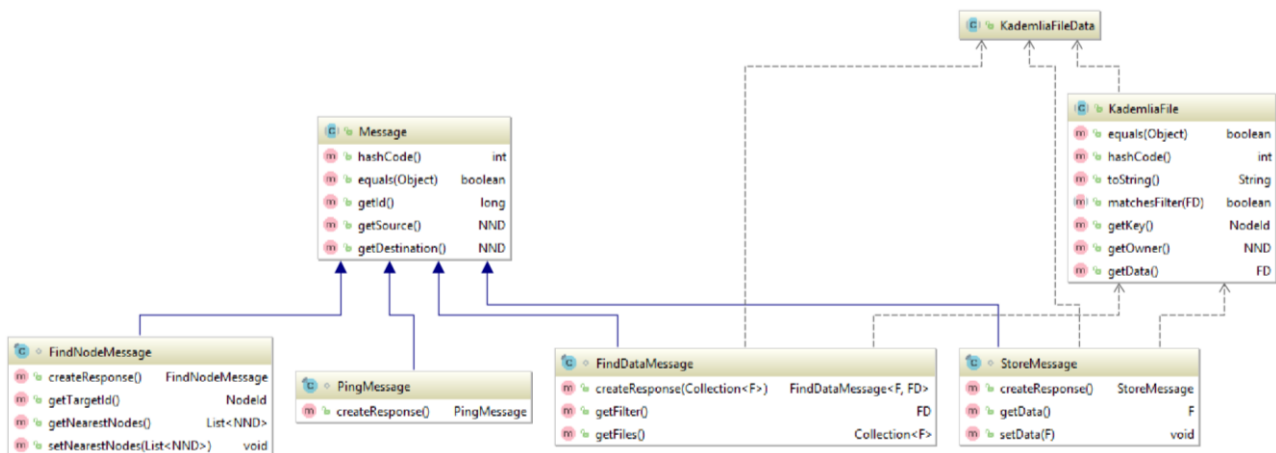 KademliaFileData
KademliaFile
equals(Object) boolean
hashCode() int
toString() String
matchesFilter(FD) boolean
getKey() NodeId
getOwner() NND
getData() FD
Message
hashCode() int
equals(Object) boolean
getId() long
getSource() NND
getDestination() NND
FindNodeMessage
createResponse() FindNodeMessage
getTargetId() NodeId
getNearestNodes() List<NND>
setNearestNodes(List<NND>) void
PingMessage
createResponse() PingMessage
FindDataMessage
createResponse(Collection<F>) FindDataMessage<F, FD>
getFilter() FD
getFiles() Collection<F>
StoreMessage
createResponse() StoreMessage
getData() F
setData(F) void